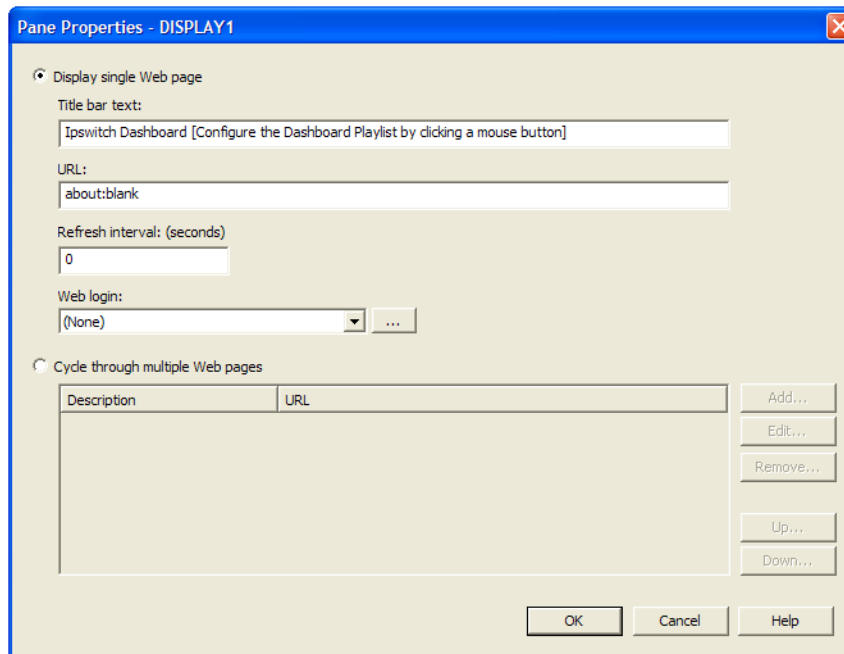 Pane Properties - DISPLAY1
Display single Web page
Title bar text:
Ipswitch Dashboard [Configure the Dashboard Playlist by clicking a mouse button]
URL:
about:blank
Refresh interval: (seconds)
0
Web login:
(None)
...
Cycle through multiple Web pages
Description URL
Add...
Edit...
Remove...
Up...
Down...
OK Cancel Help